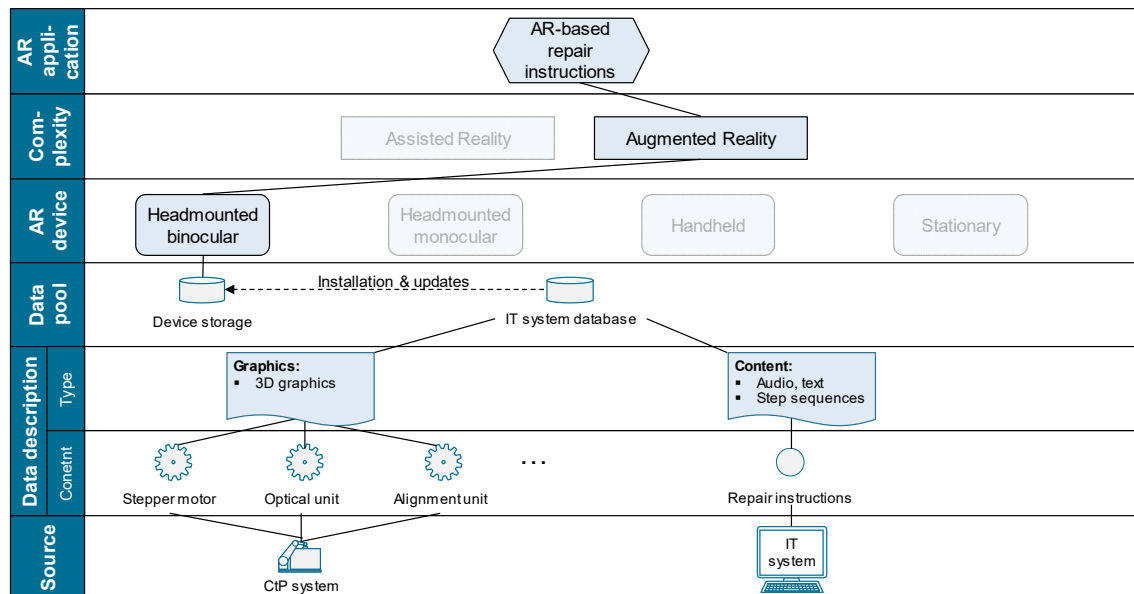 AR
appli-
cation
AR-based
repair
instructions
Com-
plexity
Assisted Reality
Augmented Reality
AR
device
Headmounted
binocular
Headmounted
monocular
Handheld
Stationary
Data
pool
Installation & updates
Device storage
IT system database
Data description
Type
Graphics:
▪ 3D graphics
Content:
▪ Audio, text
▪ Step sequences
Conetnt
...
Stepper motor
Optical unit
Alignment unit
Repair instructions
Source
CtP system
IT
system